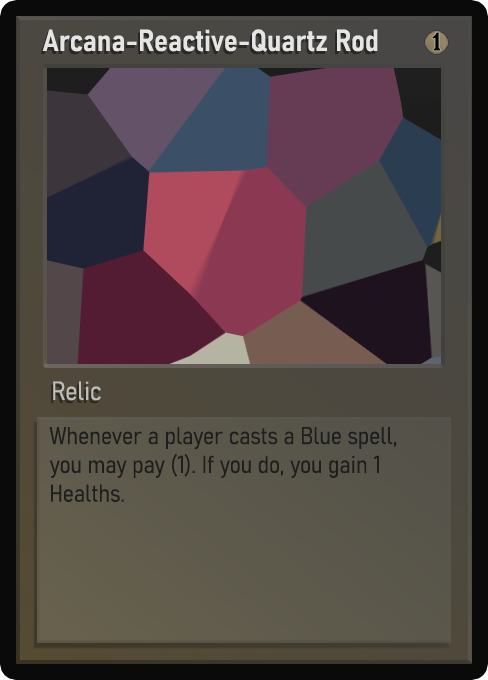 Arcana-Reactive-Quartz Rod 1
Relic
Whenever a player casts a Blue spell,
you may pay (1). If you do, you gain 1
Healths.